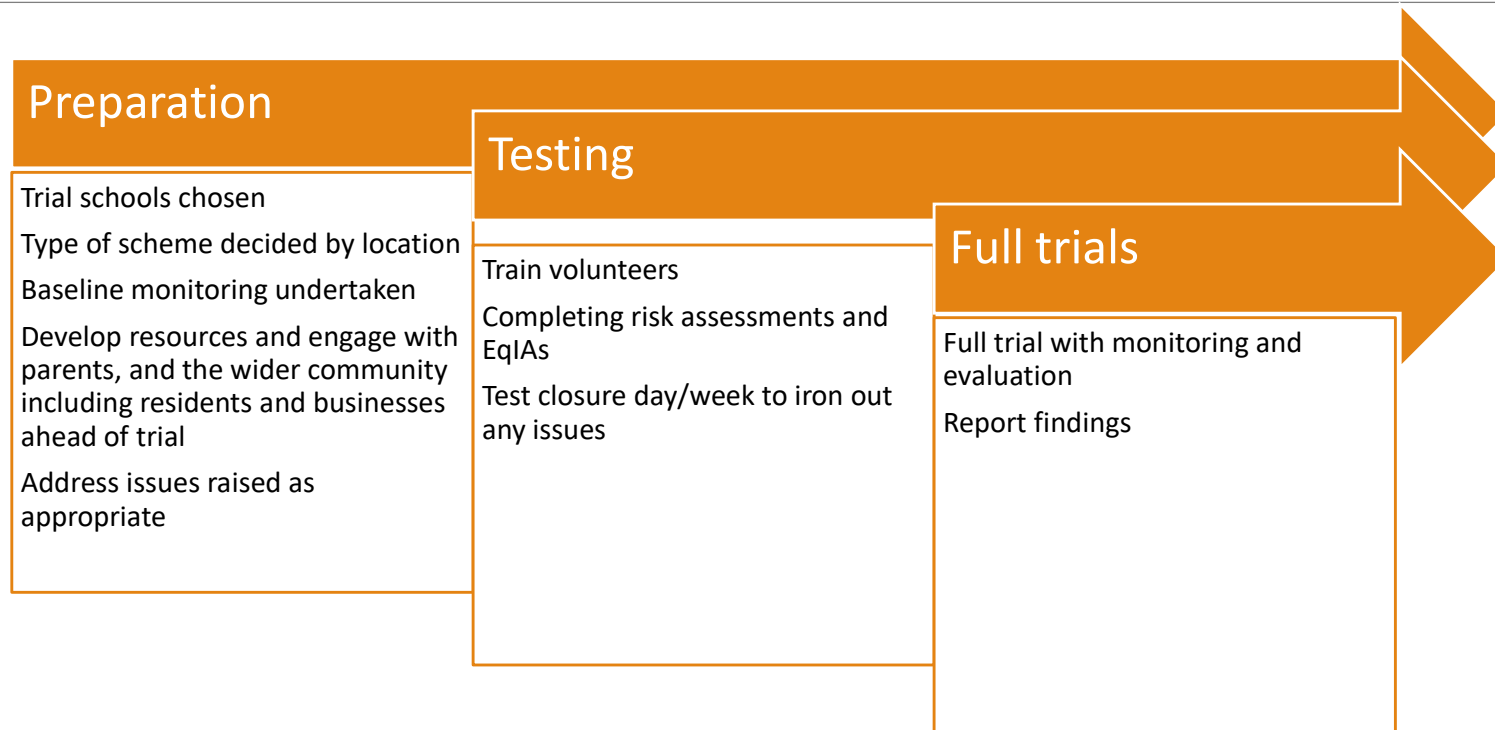 Preparation
Trial schools chosen
Type of scheme decided by location
Baseline monitoring undertaken
Develop resources and engage with
parents, and the wider community
including residents and businesses
ahead of trial
Address issues raised as
appropriate
Testing
Train volunteers
Completing risk assessments and
EqIAs
Test closure day/week to iron out
any issues
Full trials
Full trial with monitoring and
evaluation
Report findings